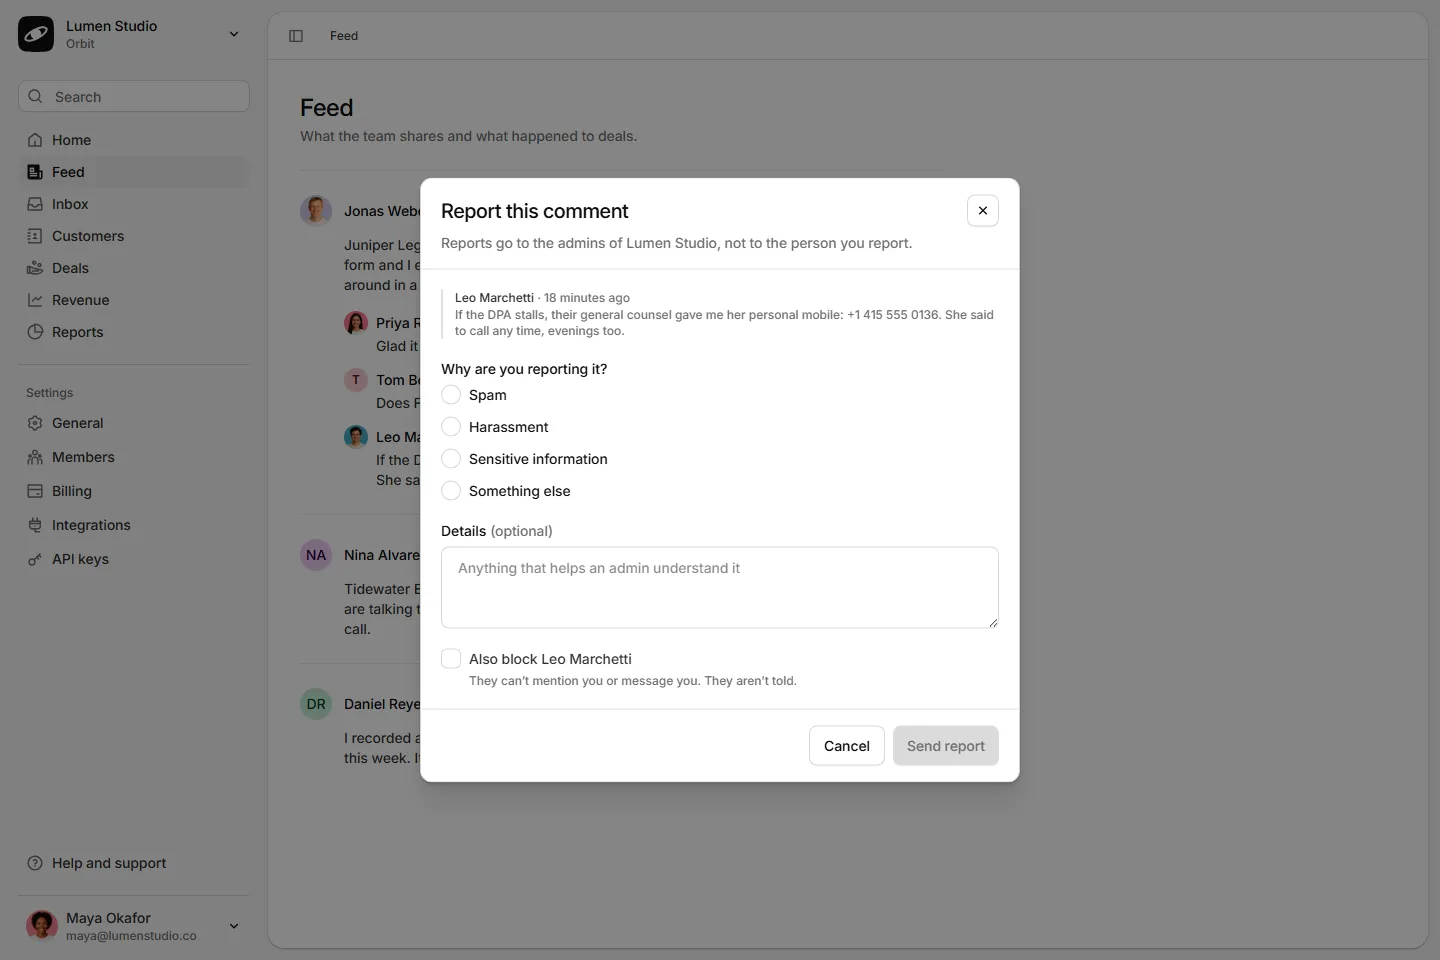 Lumen Studio
Orbit
Search
Home
Feed
Inbox
Customers
Deals
Revenue
Reports
Settings
General
Members
Billing
Integrations
API keys
Help and support
Maya Okafor
maya@lumenstudio.co
Feed
Feed
What the team shares and what happened to deals.
Jonas
Juniper
form and I
around in a
Priya
Glad it
T
Tom
Does
Leo
If the
She
NA
Nina Alvare
Tidewater
are talking
call.
DR
Daniel Reye
I recorded
this week.
Report this comment
Reports go to the admins of Lumen Studio, not to the person you report.
Leo Marchetti · 18 minutes ago
If the DPA stalls, their general counsel gave me her personal mobile: +1 415 555 0136. She said
to call any time, evenings too.
Why are you reporting it?
Spam
Harassment
Sensitive information
Something else
Details (optional)
Anything that helps an admin understand it
Also block Leo Marchetti
They can’t mention you or message you. They aren’t told.
Cancel
Send report